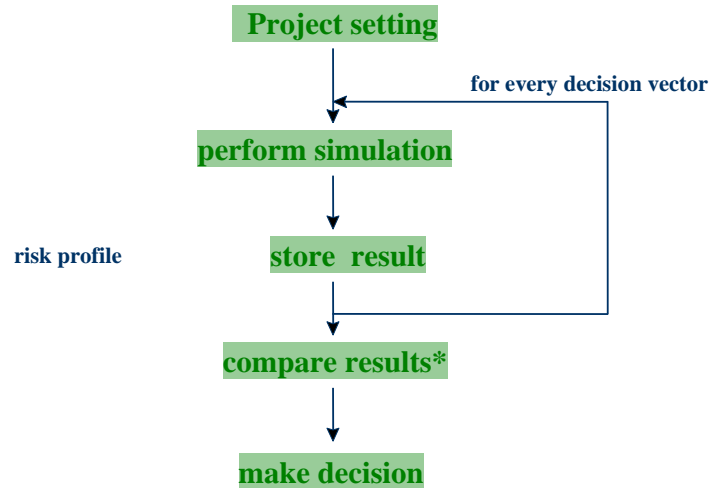 Project setting
for every decision vector
perform simulation
risk profile
store result
compare results*
make decision